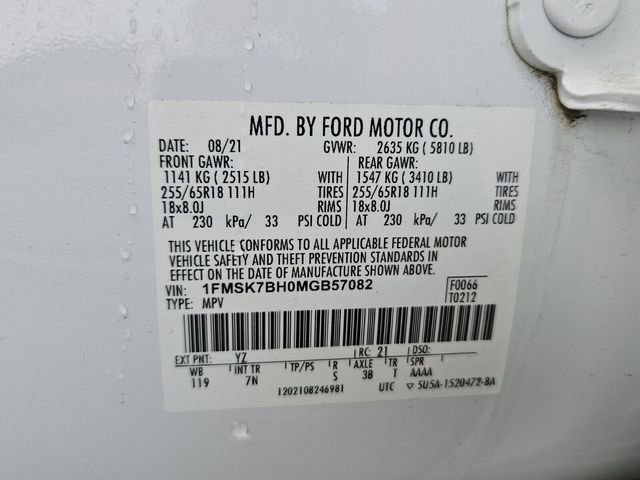 MFD. BY FORD MOTOR CO.
DATE: 08/21 GVWR: 2635 KG ( 5810 LB)
FRONT GAWR: REAR GAWR:
1141 KG ( 2515 LB) WITH 1547 KG ( 3410 LB) WITH
255/65R18 111H TIRES 255/65R18 111H TIRES
18x8.0J RIMS 18x8.0J RIMS
AT 230 kPa/ 33 PSI COLD AT 230 kPa/ 33 PSI COLD
THIS VEHICLE CONFORMS TO ALL APPLICABLE FEDERAL MOTOR
VEHICLE SAFETY AND THEFT PREVENTION STANDARDS IN
EFFECT ON THE DATE OF MANUFACTURE SHOWN ABOVE.
VIN: 1FMSK7BH0MGB57082 F0066
TYPE: MPV T0212
EXT PNT: YZ RC: 21 DSO:
WB INT TR TP/PS R AXLE TR SPR
119 7N S 3B T AAAA
1202108246981 UTC ▽ 5U5A-1520472-BA